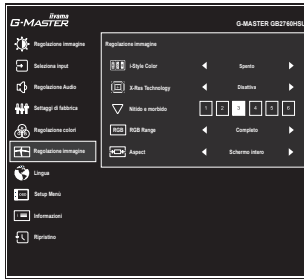 iiyama
G-MASTER
G-MASTER GB2760HSU
Regolazione immagine
Seleziona input
Regolazione Audio
Settaggi di fabbrica
Regolazione colori
Regolazione immagine
Lingua
OSD Setup Menù
Informazioni
Ripristino
Regolazione immagine
i-Style Color Spento
X-Res Technology Disattiva
Nitido e morbido 1 2 3 4 5 6
RGB RGB Range Completo
Aspect Schermo intero